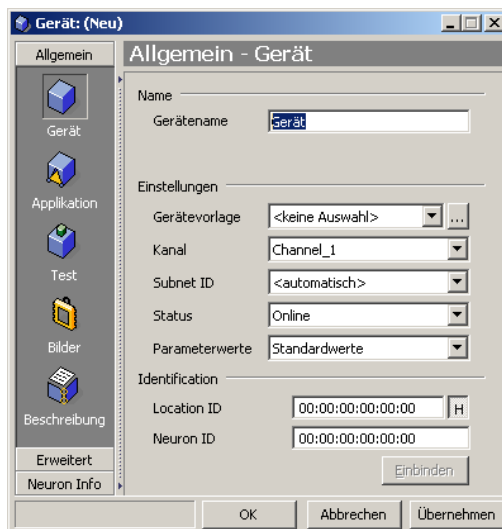 Gerät: (Neu)
Allgemein
Gerät
Applikation
Test
Bilder
Beschreibung
Erweitert
Neuron Info
Allgemein - Gerät
Name
Gerätename Gerät
Einstellungen
Gerätevorlage <keine Auswahl> ...
Kanal Channel_1
Subnet ID <automatisch>
Status Online
Parameterwerte Standardwerte
Identification
Location ID 00:00:00:00:00:00 H
Neuron ID 00:00:00:00:00:00
Einbinden
OK Abbrechen Übernehmen